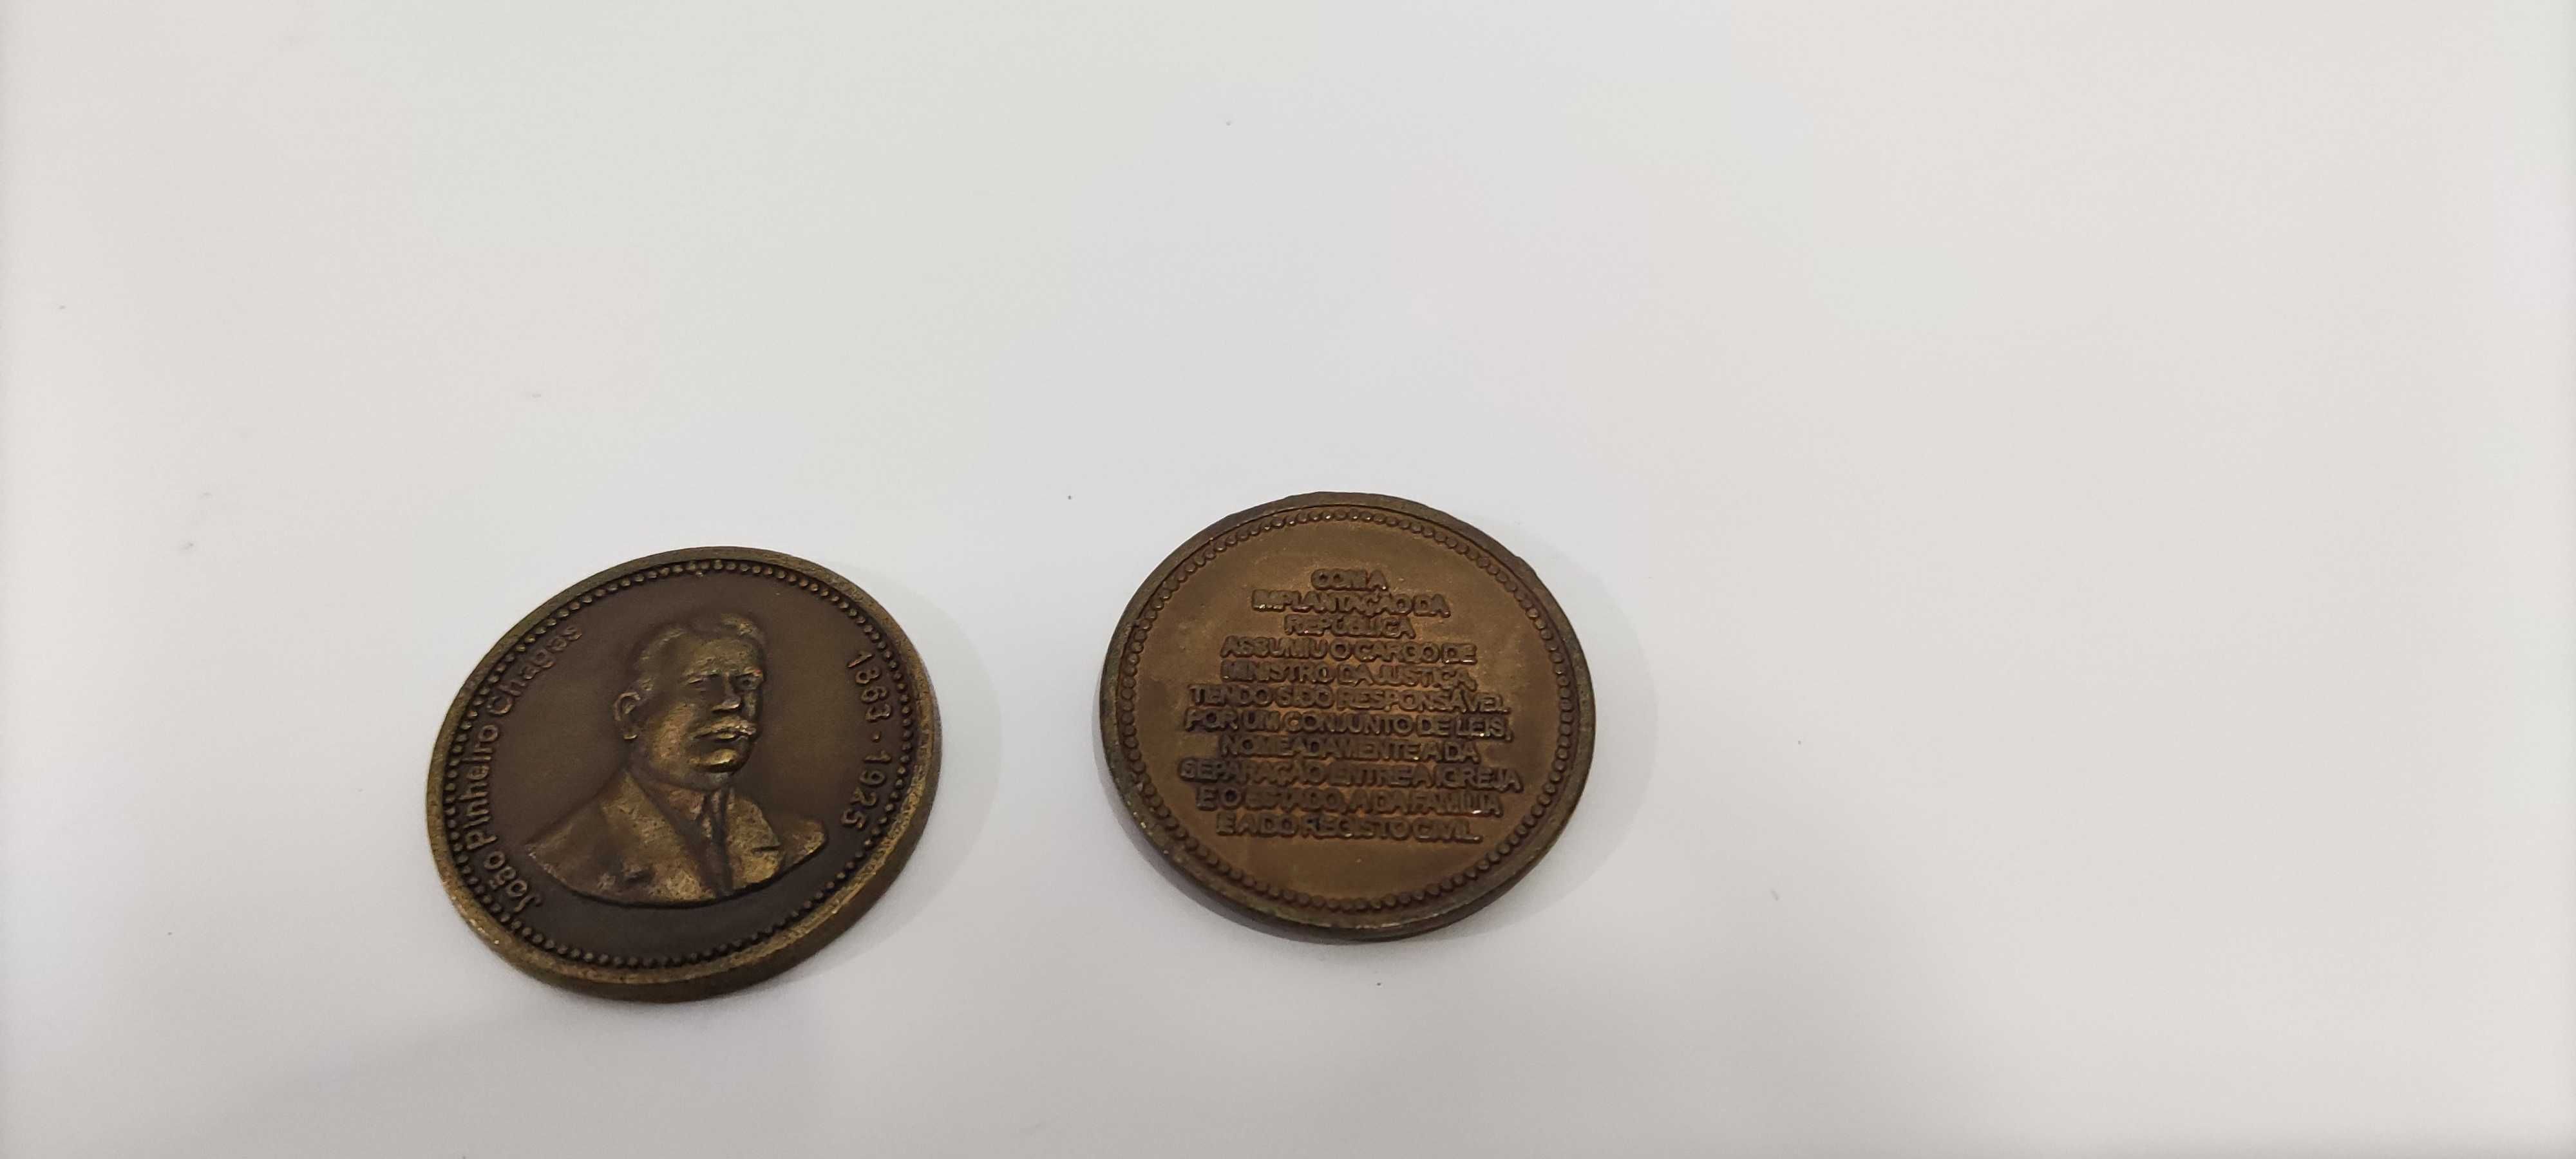 João Pinheiro Chagas
1863 - 1925
COM A
IMPLANTAÇÃO DA
REPÚBLICA
ASSUMIU O CARGO DE
MINISTRO DA JUSTIÇA,
TENDO SIDO RESPONSÁVEL
POR UM CONJUNTO DE LEIS,
NOMEADAMENTE A DA
SEPARAÇÃO ENTRE A IGREJA
E O ESTADO, A DA FAMÍLIA
E A DO REGISTO CIVIL.